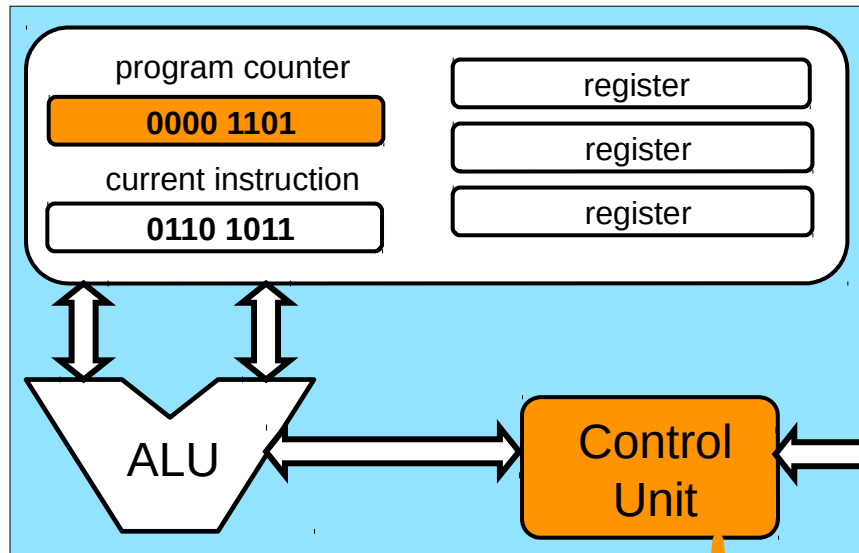 program counter
0000 1101
current instruction
0110 1011
register
register
register
ALU
Control
Unit